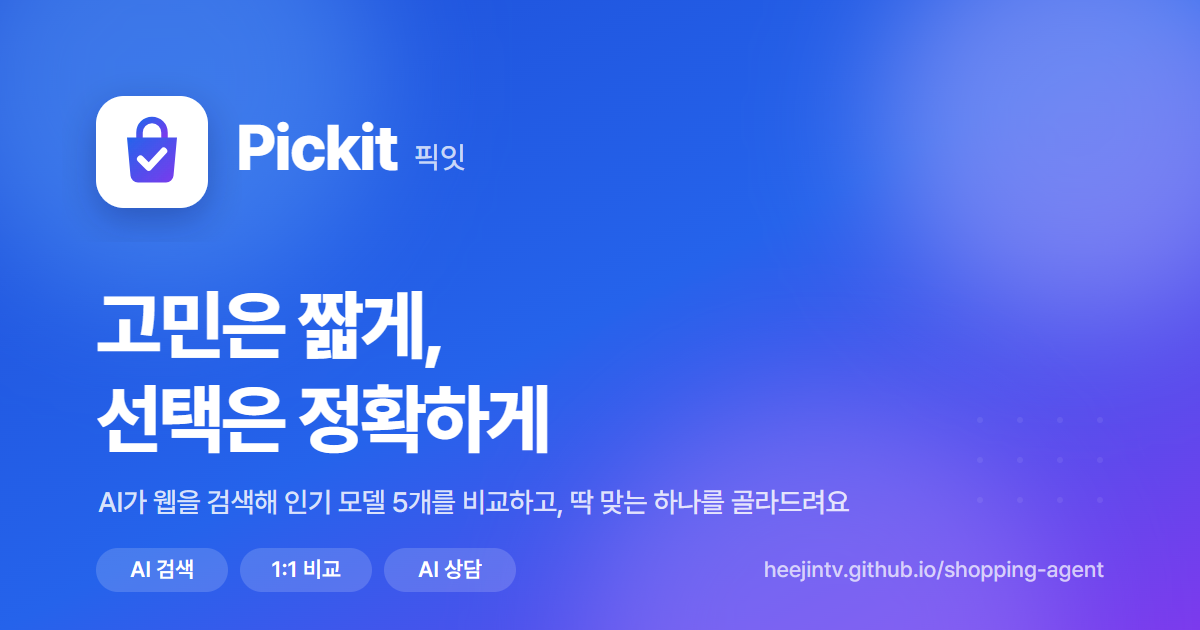 Pickit 픽잇
고민은 짧게,
선택은 정확하게
AI가 웹을 검색해 인기 모델 5개를 비교하고, 딱 맞는 하나를 골라드려요
AI 검색 1:1 비교 AI 상담 heejintv.github.io/shopping-agent